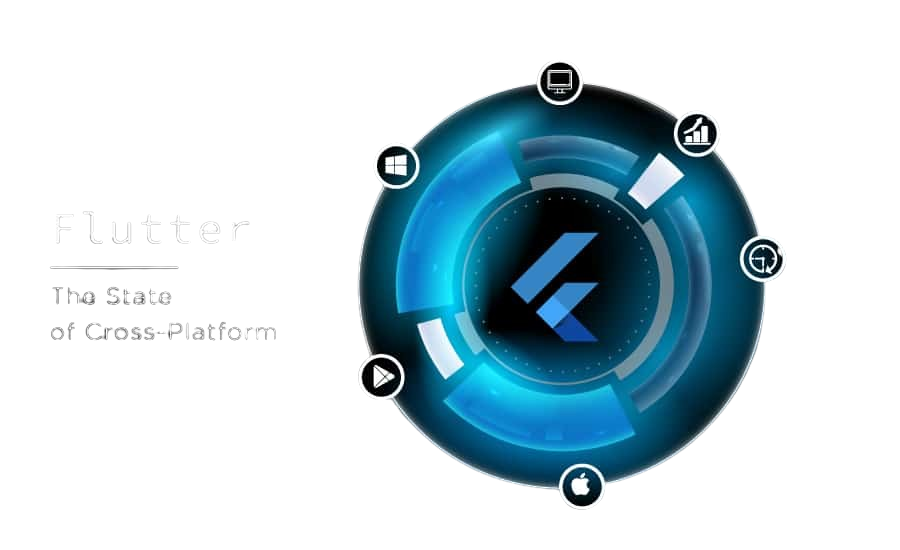 Flutter
The State
of Cross-Platform